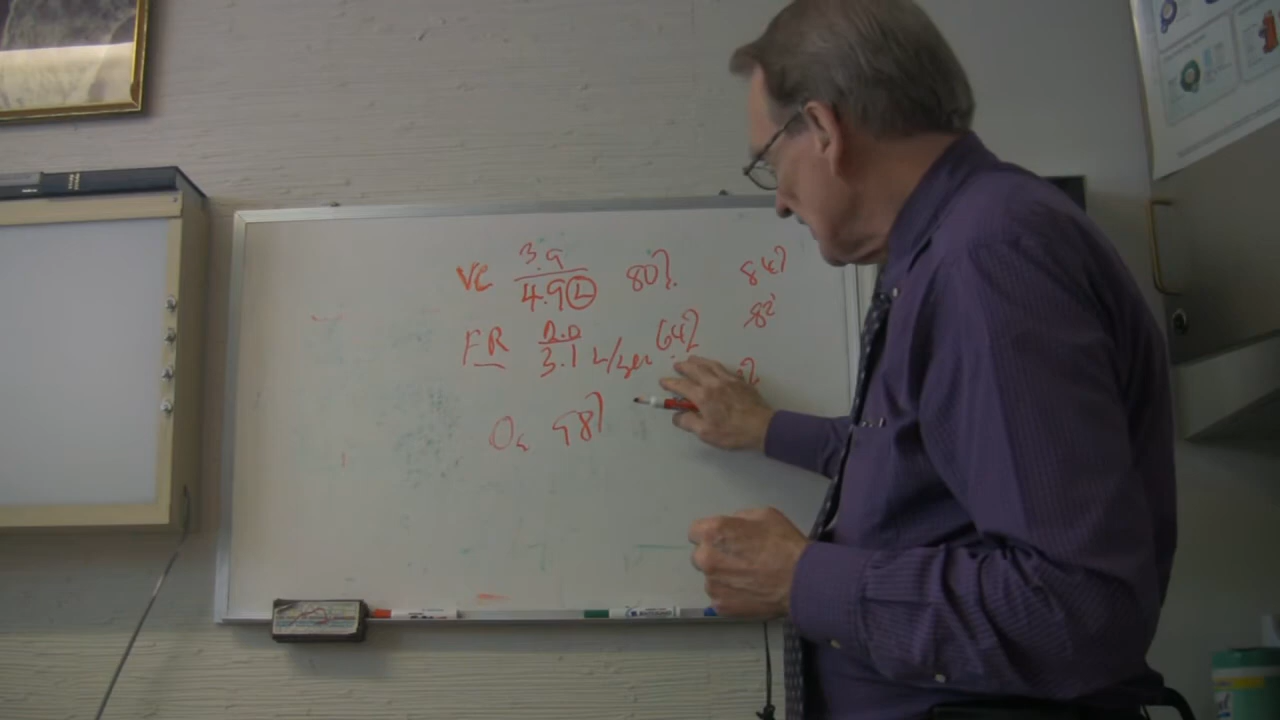 VC 3.9 80% 84%
4.9 L
FR 2.0 64% 82
3.1 L/sec
O₂ 98%